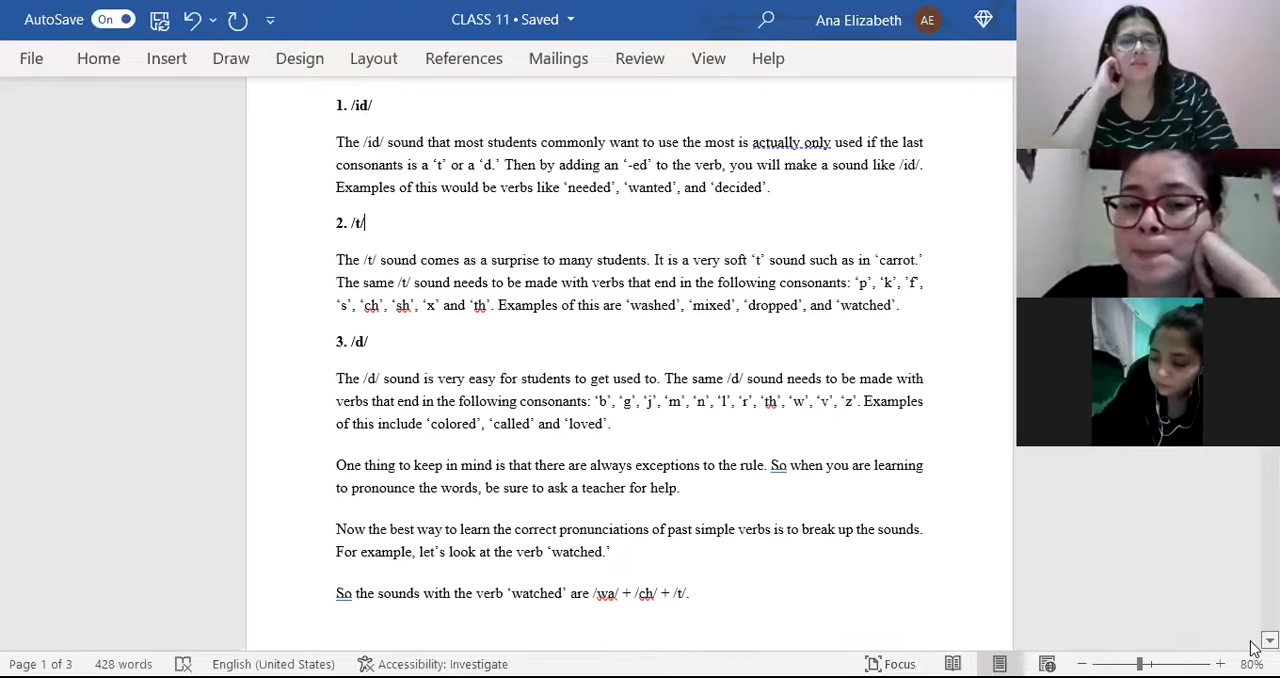 AutoSave On CLASS 11 • Saved Ana Elizabeth AE
File Home Insert Draw Design Layout References Mailings Review View Help
1. /id/
The /id/ sound that most students commonly want to use the most is actually only used if the last
consonants is a ‘t’ or a ‘d.’ Then by adding an ‘-ed’ to the verb, you will make a sound like /id/.
Examples of this would be verbs like ‘needed’, ‘wanted’, and ‘decided’.
2. /t/
The /t/ sound comes as a surprise to many students. It is a very soft ‘t’ sound such as in ‘carrot.’
The same /t/ sound needs to be made with verbs that end in the following consonants: ‘p’, ‘k’, ’f’,
‘s’, ‘ch’, ‘sh’, ‘x’ and ‘th’. Examples of this are ‘washed’, ‘mixed’, ‘dropped’, and ‘watched’.
3. /d/
The /d/ sound is very easy for students to get used to. The same /d/ sound needs to be made with
verbs that end in the following consonants: ‘b’, ‘g’, ‘j’, ‘m’, ‘n’, ‘l’, ‘r’, ‘th’, ‘w’, ‘v’, ‘z’. Examples
of this include ‘colored’, ‘called’ and ‘loved’.
One thing to keep in mind is that there are always exceptions to the rule. So when you are learning
to pronounce the words, be sure to ask a teacher for help.
Now the best way to learn the correct pronunciations of past simple verbs is to break up the sounds.
For example, let’s look at the verb ‘watched.’
So the sounds with the verb ‘watched’ are /wa/ + /ch/ + /t/.
Page 1 of 3 428 words English (United States) Accessibility: Investigate Focus 80%